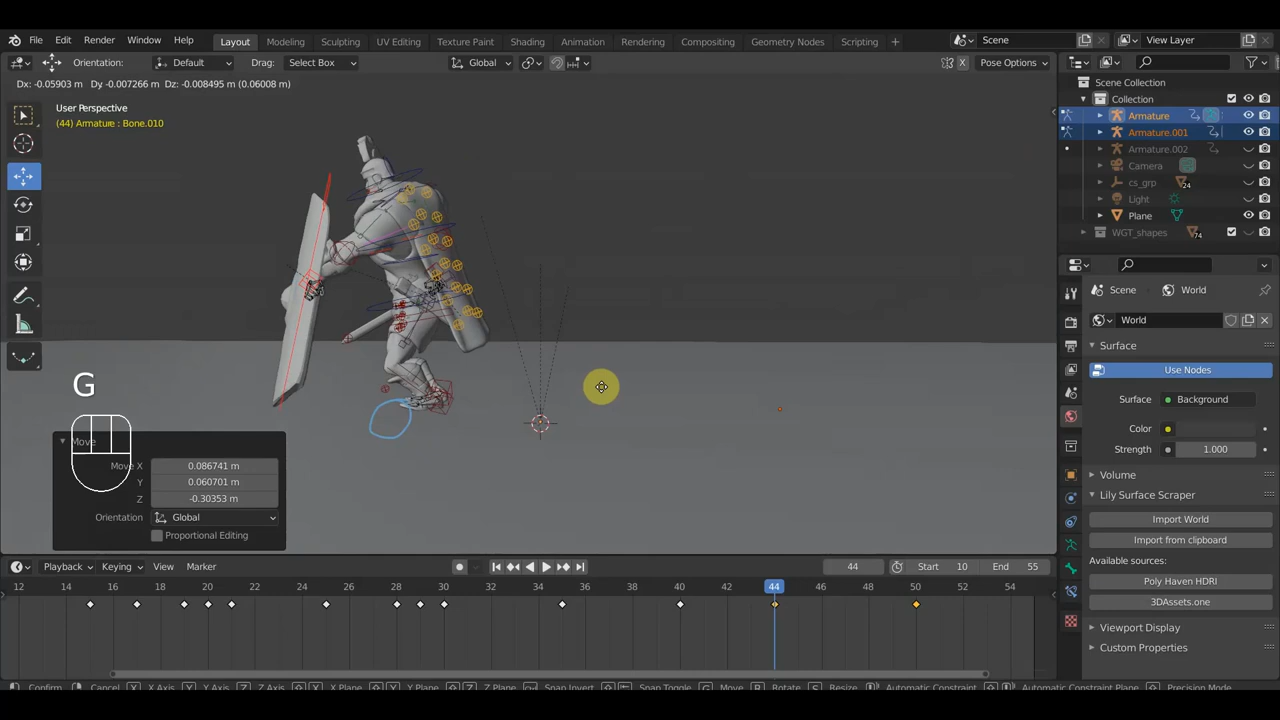 File Edit Render Window Help Layout Modeling Sculpting UV Editing Texture Paint Shading Animation Rendering Compositing Geometry Nodes Scripting + Scene View Layer
Orientation: Default Drag: Select Box Global X Pose Options
Dx: -0.05903 m Dy: -0.007266 m Dz: -0.008495 m (0.06008 m)
User Perspective
(44) Armature : Bone.010
Scene Collection
Collection
Armature
Armature.001
Armature.002
Camera
cs_grp 24
Light
Plane
WGT_shapes 74
Scene World
World
Surface
Use Nodes
Surface Background
Color
Strength 1.000
Volume
Lily Surface Scraper
Import World
Import from clipboard
Available sources:
Poly Haven HDRI
3DAssets.one
Viewport Display
Custom Properties
G
Move
Move X 0.086741 m
Y 0.060701 m
Z -0.30353 m
Orientation Global
Proportional Editing
Playback Keying View Marker 44 Start 10 End 55
12 14 16 18 20 22 24 26 28 30 32 34 36 38 40 42 44 46 48 50 52 54
Confirm Cancel X X Axis Y Y Axis Z Z Axis X X Plane Y Y Plane Z Z Plane Snap Invert Snap Toggle G Move R Rotate S Resize Automatic Constraint Automatic Constraint Plane Precision Mode